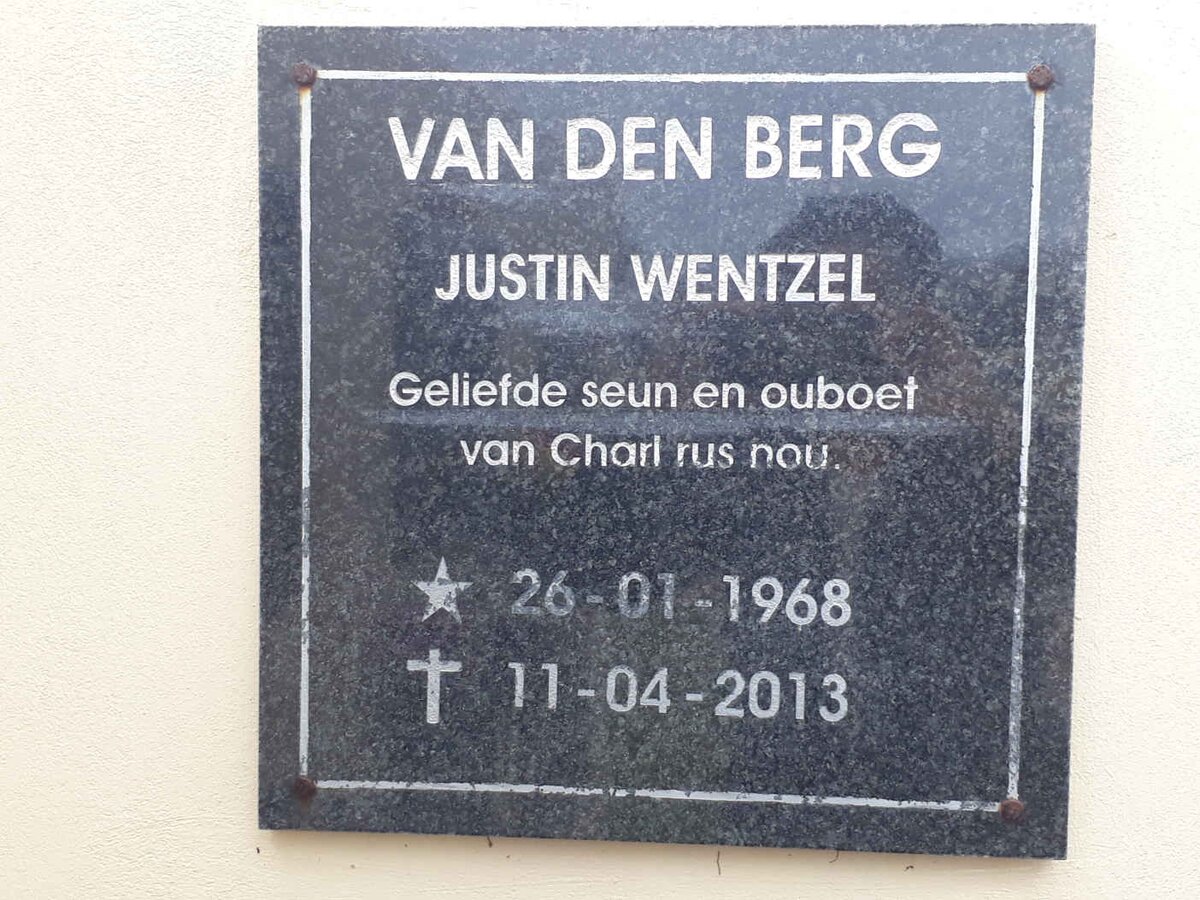 VAN DEN BERG
JUSTIN WENTZEL
Geliefde seun en ouboet
van Charl rus nou.
26-01-1968
11-04-2013